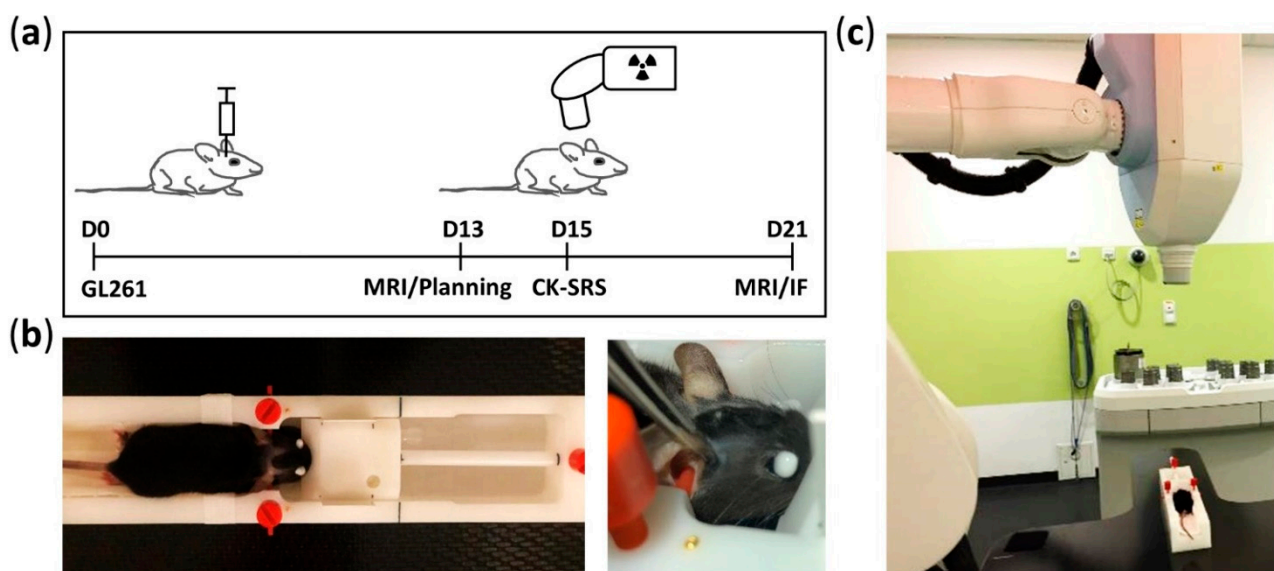 (a)
D0
D13
D15
D21
GL261
MRI/Planning
CK-SRS
MRI/IF
(b)
(c)